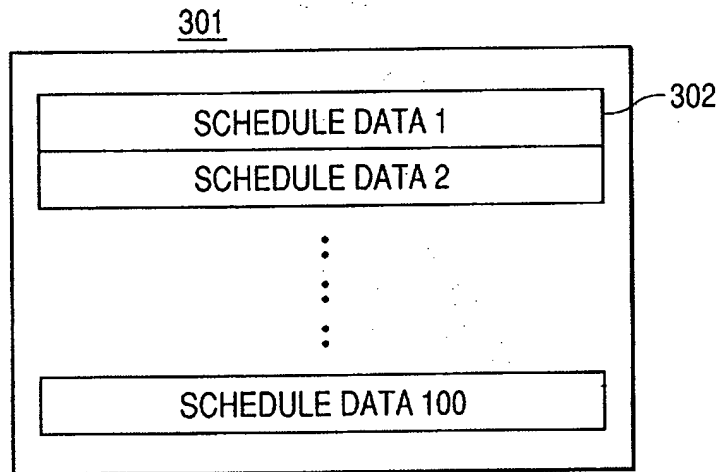 301
302
SCHEDULE DATA 1
SCHEDULE DATA 2
SCHEDULE DATA 100